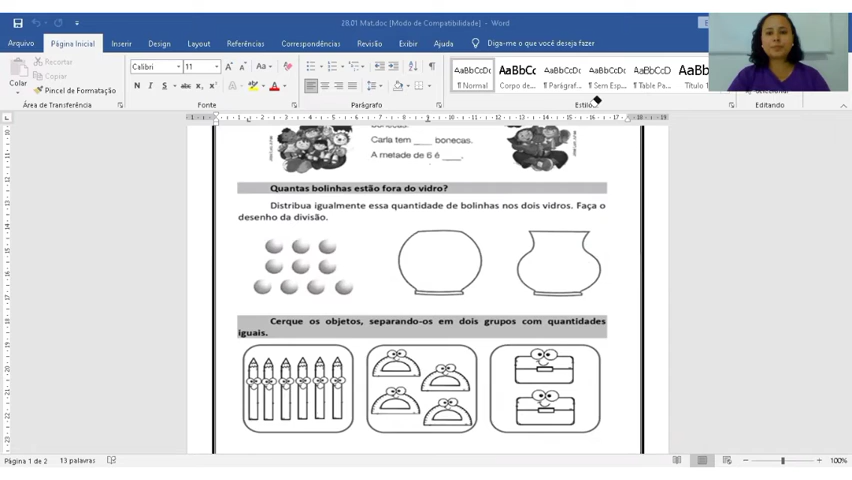 28.01 Mat.doc [Modo de Compatibilidade] - Word
Arquivo
Página Inicial
Inserir
Design
Layout
Referências
Correspondências
Revisão
Exibir
Ajuda
Diga-me o que você deseja fazer
Colar
Recortar
Copiar
Pincel de Formatação
Área de Transferência
Calibri
11
Fonte
Parágrafo
AaBbCcDc
¶ Normal
AaBbCc
Corpo de...
AaBbCcDc
¶ Parágraf...
AaBbCcDc
¶ Sem Esp...
AaBbCcD
¶ Table Pa...
Título 1
Estilo
Editando
bonecas.
Carla tem ____ bonecas.
A metade de 6 é ____.
Quantas bolinhas estão fora do vidro?
Distribua igualmente essa quantidade de bolinhas nos dois vidros. Faça o
desenho da divisão.
Cerque os objetos, separando-os em dois grupos com quantidades
iguais.
Página 1 de 2
13 palavras
100%